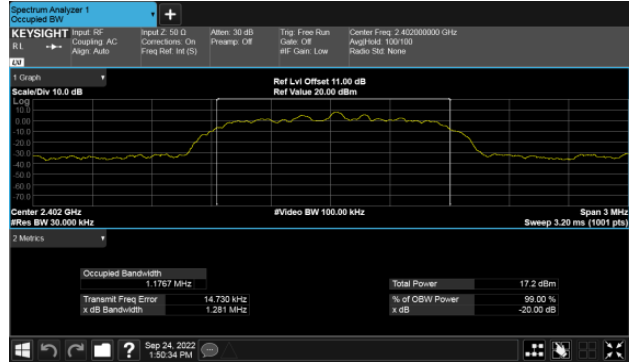 Spectrum Analyzer 1
Occupied BW
+
KEYSIGHT Input: RF Input Z: 50 Ω Atten: 30 dB Trig: Free Run Center Freq: 2.402000000 GHz
RL Coupling: AC Corrections: On Preamp: Off Gate: Off Avg|Hold: 100/100
Align: Auto Freq Ref: Int (S) #IF Gain: Low Radio Std: None
LXI
1 Graph
Ref Lvl Offset 11.00 dB
Scale/Div 10.0 dB Ref Value 20.00 dBm
Log
10.0
0.00
-10.0
-20.0
-30.0
-40.0
-50.0
-60.0
-70.0
Center 2.402 GHz #Video BW 100.00 kHz Span 3 MHz
#Res BW 30.000 kHz Sweep 3.20 ms (1001 pts)
2 Metrics
Occupied Bandwidth
1.1767 MHz Total Power 17.2 dBm
Transmit Freq Error 14.730 kHz % of OBW Power 99.00 %
x dB Bandwidth 1.281 MHz x dB -20.00 dB
? Sep 24, 2022
1:50:34 PM